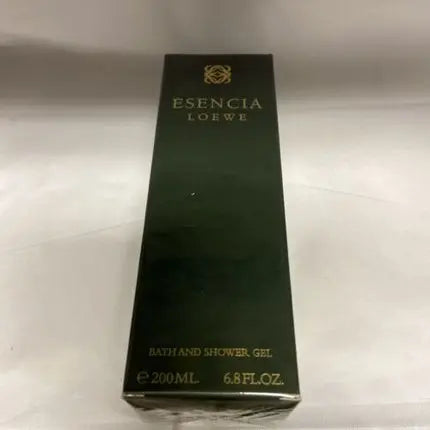 ESENCIA
LOEWE
BATH AND SHOWER GEL
℮ 200 ML. 6.8 FL.OZ.